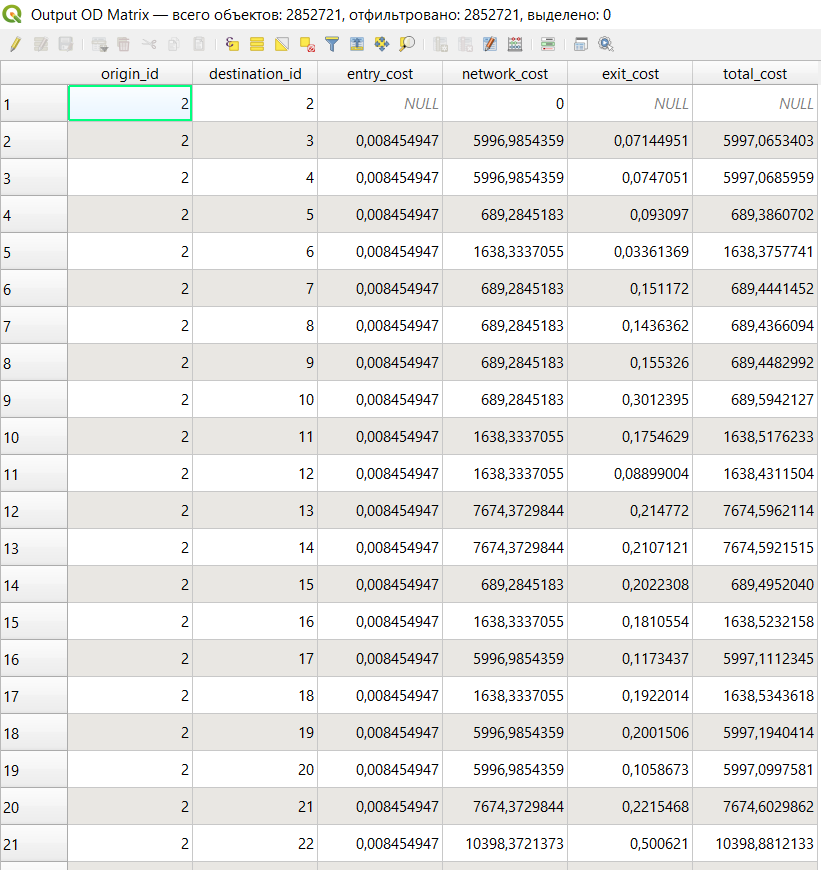 Output OD Matrix — всего объектов: 2852721, отфильтровано: 2852721, выделено: 0
origin_id destination_id entry_cost network_cost exit_cost total_cost
1 2 2 NULL 0 NULL NULL
2 2 3 0,008454947 5996,9854359 0,07144951 5997,0653403
3 2 4 0,008454947 5996,9854359 0,0747051 5997,0685959
4 2 5 0,008454947 689,2845183 0,093097 689,3860702
5 2 6 0,008454947 1638,3337055 0,03361369 1638,3757741
6 2 7 0,008454947 689,2845183 0,151172 689,4441452
7 2 8 0,008454947 689,2845183 0,1436362 689,4366094
8 2 9 0,008454947 689,2845183 0,155326 689,4482992
9 2 10 0,008454947 689,2845183 0,3012395 689,5942127
10 2 11 0,008454947 1638,3337055 0,1754629 1638,5176233
11 2 12 0,008454947 1638,3337055 0,08899004 1638,4311504
12 2 13 0,008454947 7674,3729844 0,214772 7674,5962114
13 2 14 0,008454947 7674,3729844 0,2107121 7674,5921515
14 2 15 0,008454947 689,2845183 0,2022308 689,4952040
15 2 16 0,008454947 1638,3337055 0,1810554 1638,5232158
16 2 17 0,008454947 5996,9854359 0,1173437 5997,1112345
17 2 18 0,008454947 1638,3337055 0,1922014 1638,5343618
18 2 19 0,008454947 5996,9854359 0,2001506 5997,1940414
19 2 20 0,008454947 5996,9854359 0,1058673 5997,0997581
20 2 21 0,008454947 7674,3729844 0,2215468 7674,6029862
21 2 22 0,008454947 10398,3721373 0,500621 10398,8812133